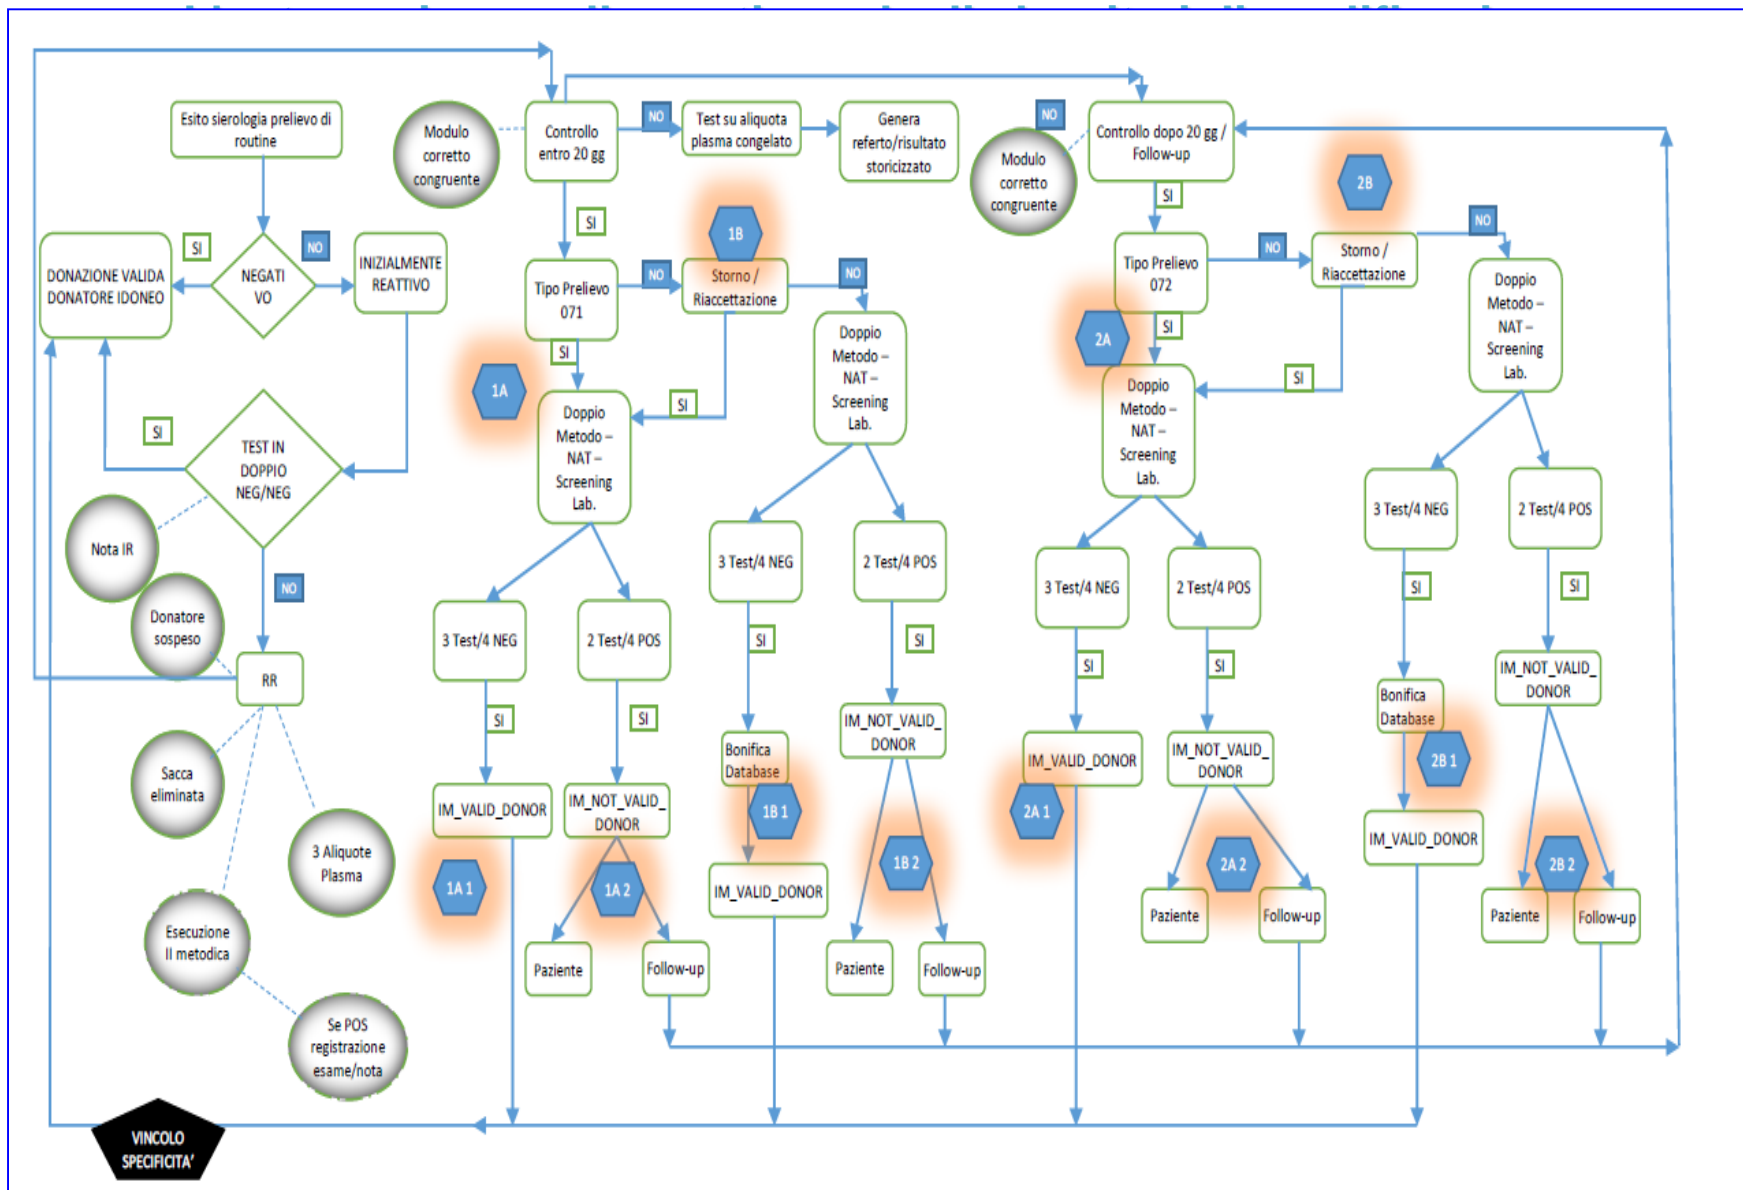 Esito sierologia prelievo di
routine
NEGATI
VO
SI
NO
DONAZIONE VALIDA
DONATORE IDONEO
INIZIALMENTE
REATTIVO
TEST IN
DOPPIO
NEG/NEG
SI
NO
Nota IR
Donatore
sospeso
RR
Sacca
eliminata
3 Aliquote
Plasma
Esecuzione
II metodica
Se POS
registrazione
esame/nota
VINCOLO
SPECIFICITA'
Modulo
corretto
congruente
Controllo
entro 20 gg
NO
Test su aliquota
plasma congelato
Genera
referto/risultato
storicizzato
SI
Tipo Prelievo
071
NO
1B
Storno /
Riaccettazione
NO
SI
SI
1A
Doppio
Metodo –
NAT –
Screening
Lab.
3 Test/4 NEG
2 Test/4 POS
SI
SI
IM_VALID_DONOR
IM_NOT_VALID_
DONOR
1A 1
1A 2
Paziente
Follow-up
Doppio
Metodo –
NAT –
Screening
Lab.
3 Test/4 NEG
2 Test/4 POS
SI
SI
Bonifica
Database
IM_NOT_VALID_
DONOR
1B 1
1B 2
IM_VALID_DONOR
Paziente
Follow-up
NO
Modulo
corretto
congruente
Controllo dopo 20 gg /
Follow-up
SI
Tipo Prelievo
072
NO
2B
Storno /
Riaccettazione
NO
SI
SI
2A
Doppio
Metodo –
NAT –
Screening
Lab.
3 Test/4 NEG
2 Test/4 POS
SI
SI
IM_VALID_DONOR
IM_NOT_VALID_
DONOR
2A 1
2A 2
Paziente
Follow-up
Doppio
Metodo –
NAT –
Screening
Lab.
3 Test/4 NEG
2 Test/4 POS
SI
SI
Bonifica
Database
IM_NOT_VALID_
DONOR
2B 1
2B 2
IM_VALID_DONOR
Paziente
Follow-up